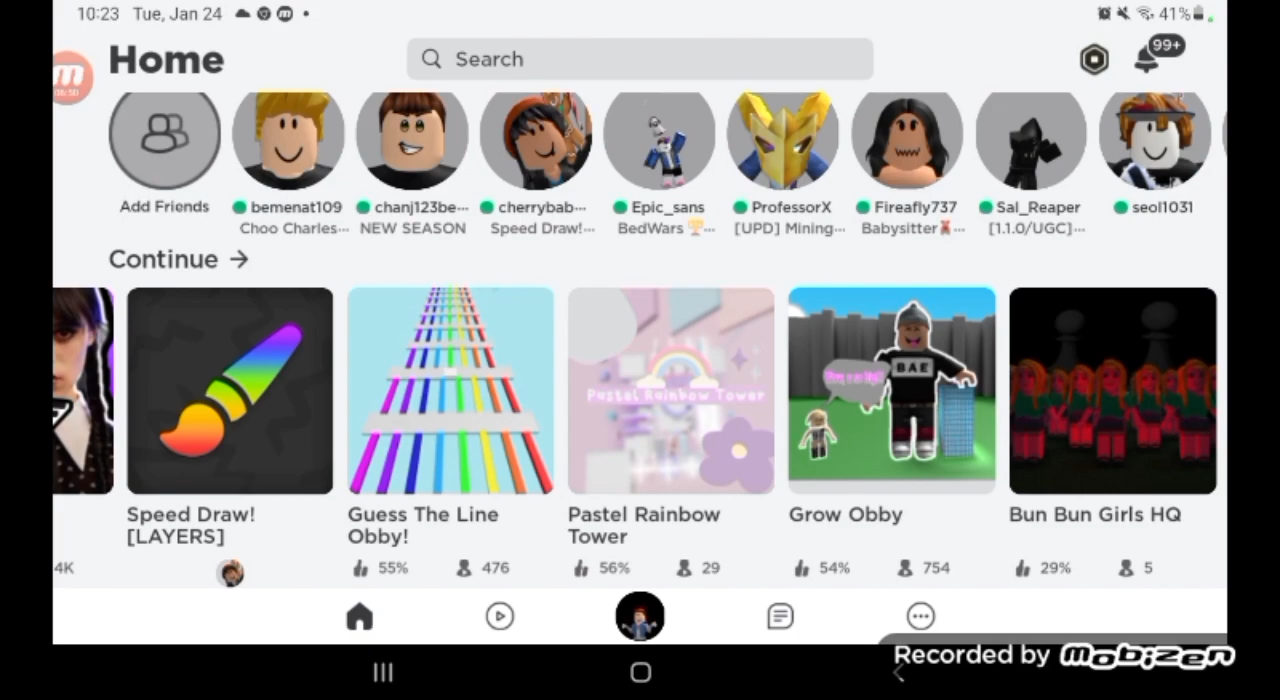 10:23 Tue, Jan 24
41%
Home
Search
99+
Add Friends
bemenat109
chanj123be...
cherrybab...
Epic_sans
ProfessorX
Fireafly737
Sal_Reaper
seol1031
Choo Charles...
NEW SEASON
Speed Draw!...
BedWars 🏆...
[UPD] Mining...
Babysitter🧸...
[1.1.0/UGC]...
Continue →
Pastel Rainbow Tower
BAE
Speed Draw!
[LAYERS]
Guess The Line
Obby!
Pastel Rainbow
Tower
Grow Obby
Bun Bun Girls HQ
4K
55% 476
56% 29
54% 754
29% 5
Recorded by mobizen